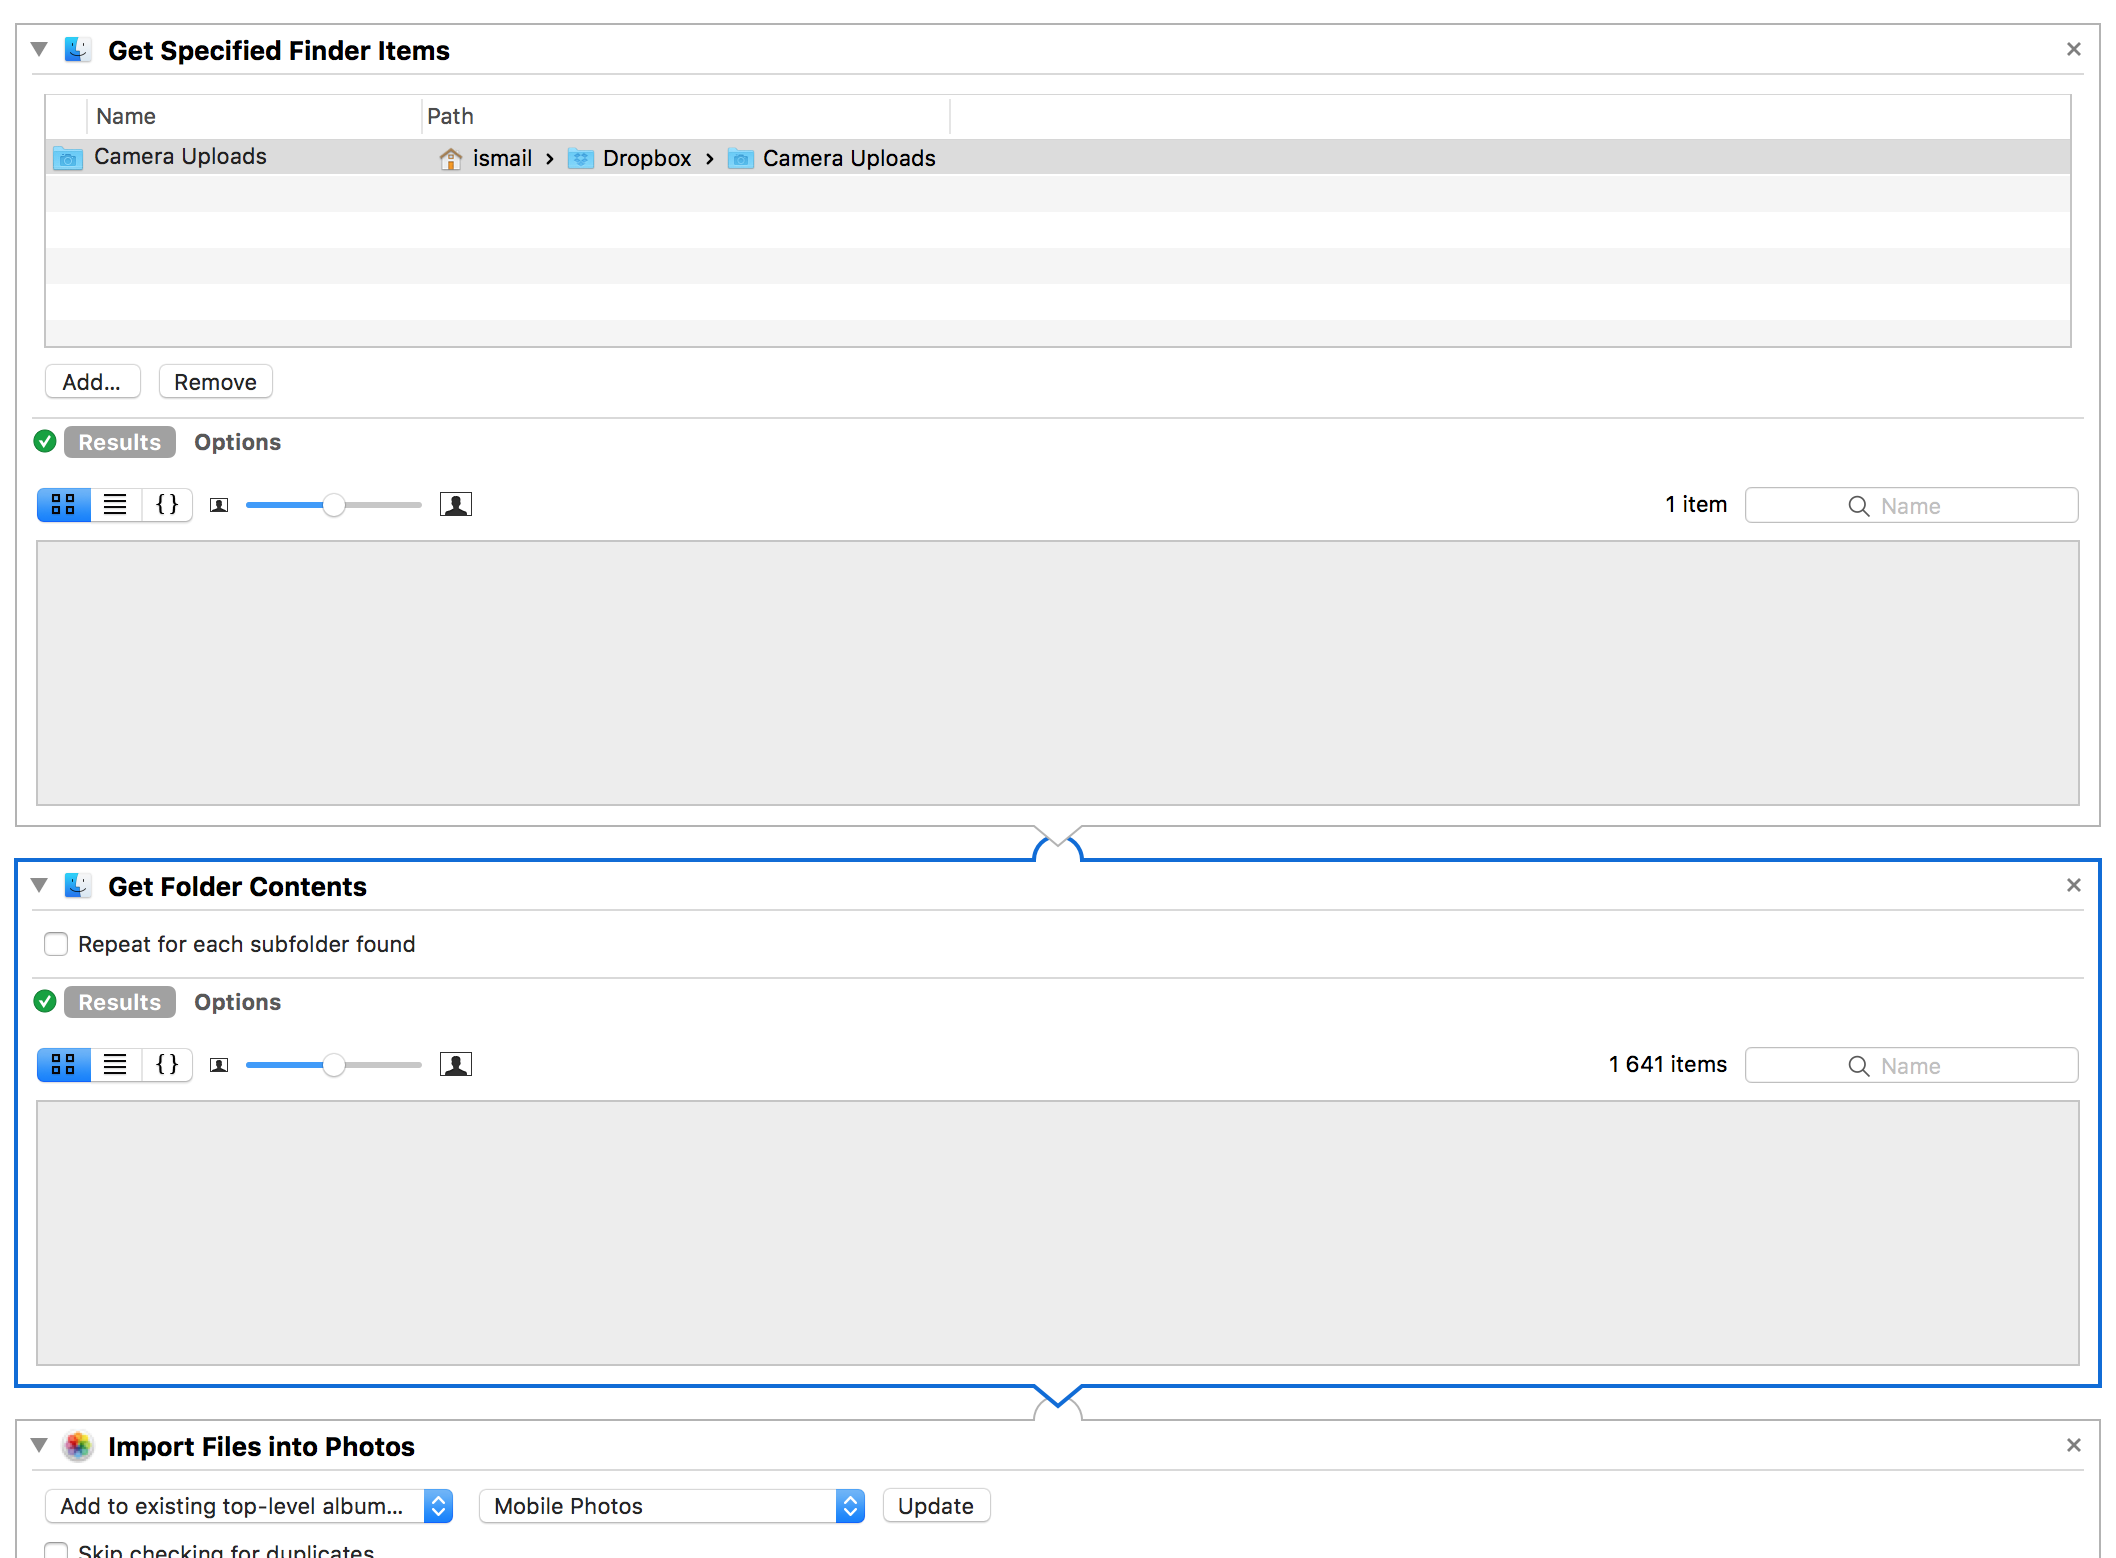 Get Specified Finder Items
Name Path
Camera Uploads ismail › Dropbox › Camera Uploads
Add... Remove
Results Options
{} 1 item Name
Get Folder Contents
Repeat for each subfolder found
Results Options
{} 1 641 items Name
Import Files into Photos
Add to existing top-level album... Mobile Photos Update
Skip checking for duplicates